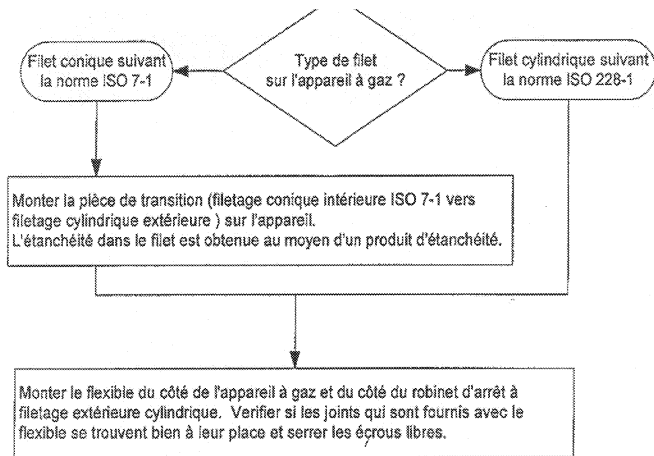 Type de filet
sur l'appareil à gaz ?
Filet conique suivant
la norme ISO 7-1
Filet cylindrique suivant
la norme ISO 228-1
Monter la pièce de transition (filetage conique intérieure ISO 7-1 vers
filetage cylindrique extérieure ) sur l'appareil.
L'étanchéité dans le filet est obtenue au moyen d'un produit d'étanchéité.
Monter le flexible du côté de l'appareil à gaz et du côté du robinet d'arrêt à
filetage extérieure cylindrique. Verifier si les joints qui sont fournis avec le
flexible se trouvent bien à leur place et serrer les écrous libres.